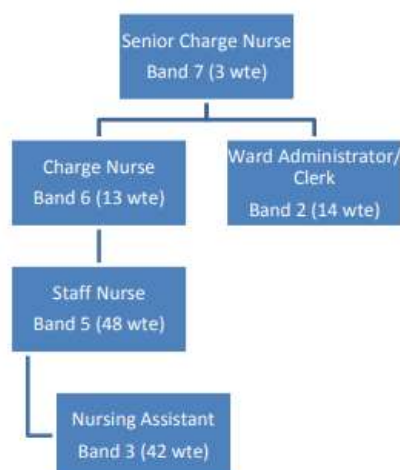 Senior Charge Nurse
Band 7 (3 wte)
Charge Nurse
Band 6 (13 wte)
Ward Administrator/
Clerk
Band 2 (14 wte)
Staff Nurse
Band 5 (48 wte)
Nursing Assistant
Band 3 (42 wte)